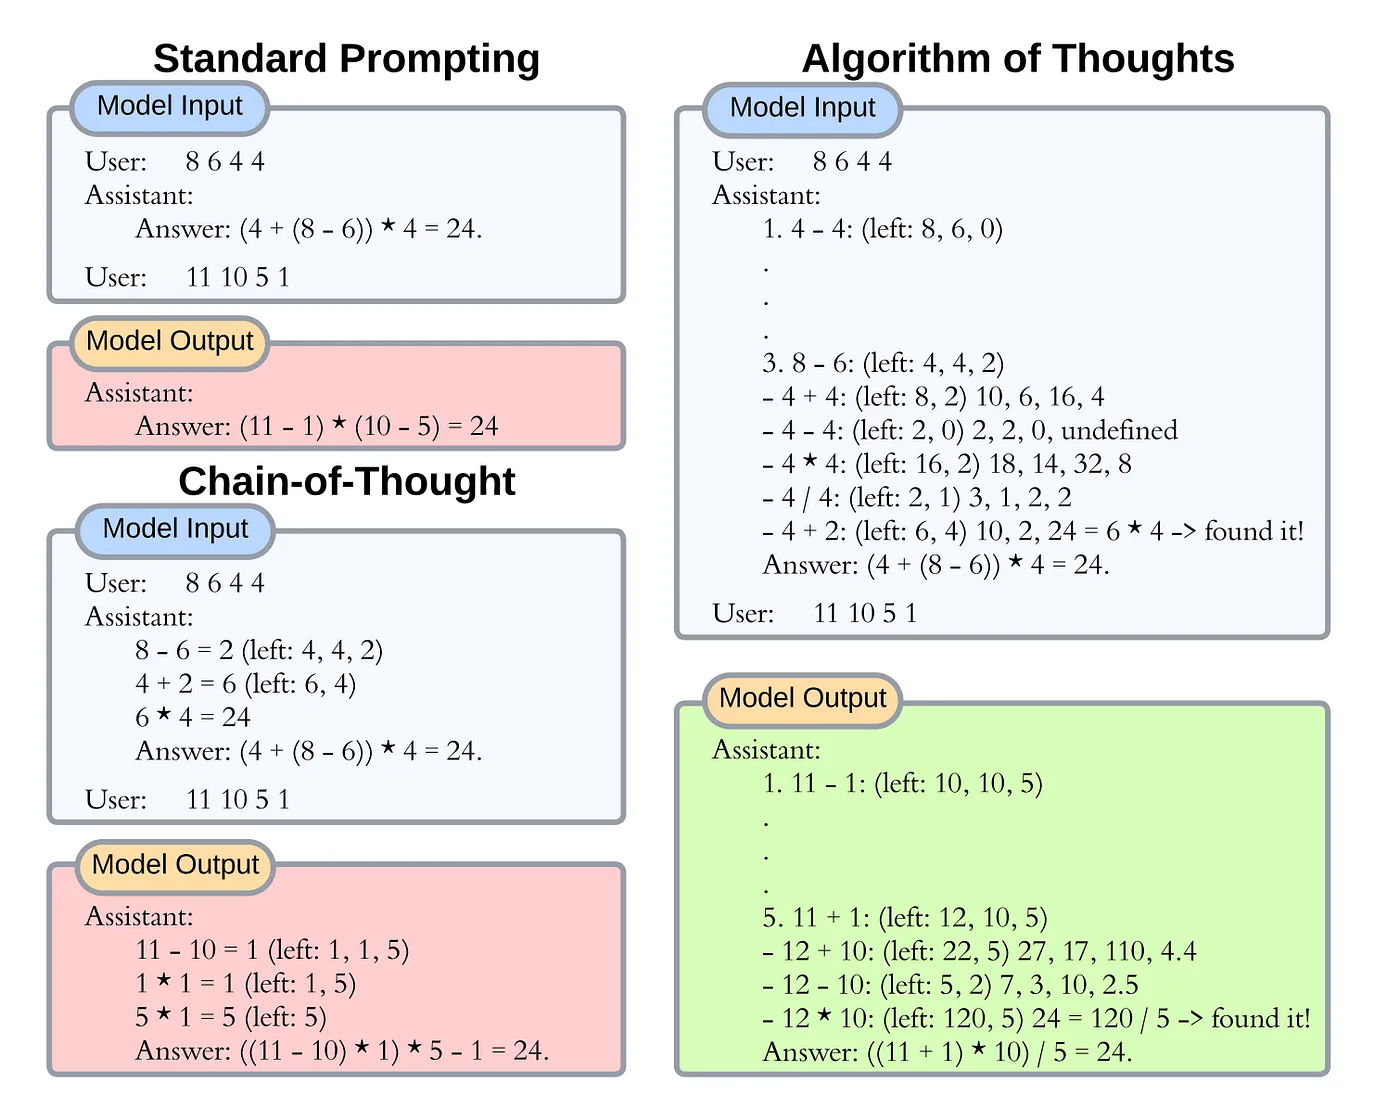 Standard Prompting
Model Input
User: 8 6 4 4
Assistant:
Answer: (4 + (8 – 6)) ★ 4 = 24.
User: 11 10 5 1
Model Output
Assistant:
Answer: (11 – 1) ★ (10 – 5) = 24
Chain-of-Thought
Model Input
User: 8 6 4 4
Assistant:
8 – 6 = 2 (left: 4, 4, 2)
4 + 2 = 6 (left: 6, 4)
6 ★ 4 = 24
Answer: (4 + (8 – 6)) ★ 4 = 24.
User: 11 10 5 1
Model Output
Assistant:
11 – 10 = 1 (left: 1, 1, 5)
1 ★ 1 = 1 (left: 1, 5)
5 ★ 1 = 5 (left: 5)
Answer: ((11 – 10) ★ 1) ★ 5 – 1 = 24.
Algorithm of Thoughts
Model Input
User: 8 6 4 4
Assistant:
1. 4 – 4: (left: 8, 6, 0)
.
.
.
3. 8 – 6: (left: 4, 4, 2)
– 4 + 4: (left: 8, 2) 10, 6, 16, 4
– 4 – 4: (left: 2, 0) 2, 2, 0, undefined
– 4 ★ 4: (left: 16, 2) 18, 14, 32, 8
– 4 / 4: (left: 2, 1) 3, 1, 2, 2
– 4 + 2: (left: 6, 4) 10, 2, 24 = 6 ★ 4 -> found it!
Answer: (4 + (8 – 6)) ★ 4 = 24.
User: 11 10 5 1
Model Output
Assistant:
1. 11 – 1: (left: 10, 10, 5)
.
.
.
5. 11 + 1: (left: 12, 10, 5)
– 12 + 10: (left: 22, 5) 27, 17, 110, 4.4
– 12 – 10: (left: 5, 2) 7, 3, 10, 2.5
– 12 ★ 10: (left: 120, 5) 24 = 120 / 5 -> found it!
Answer: ((11 + 1) ★ 10) / 5 = 24.